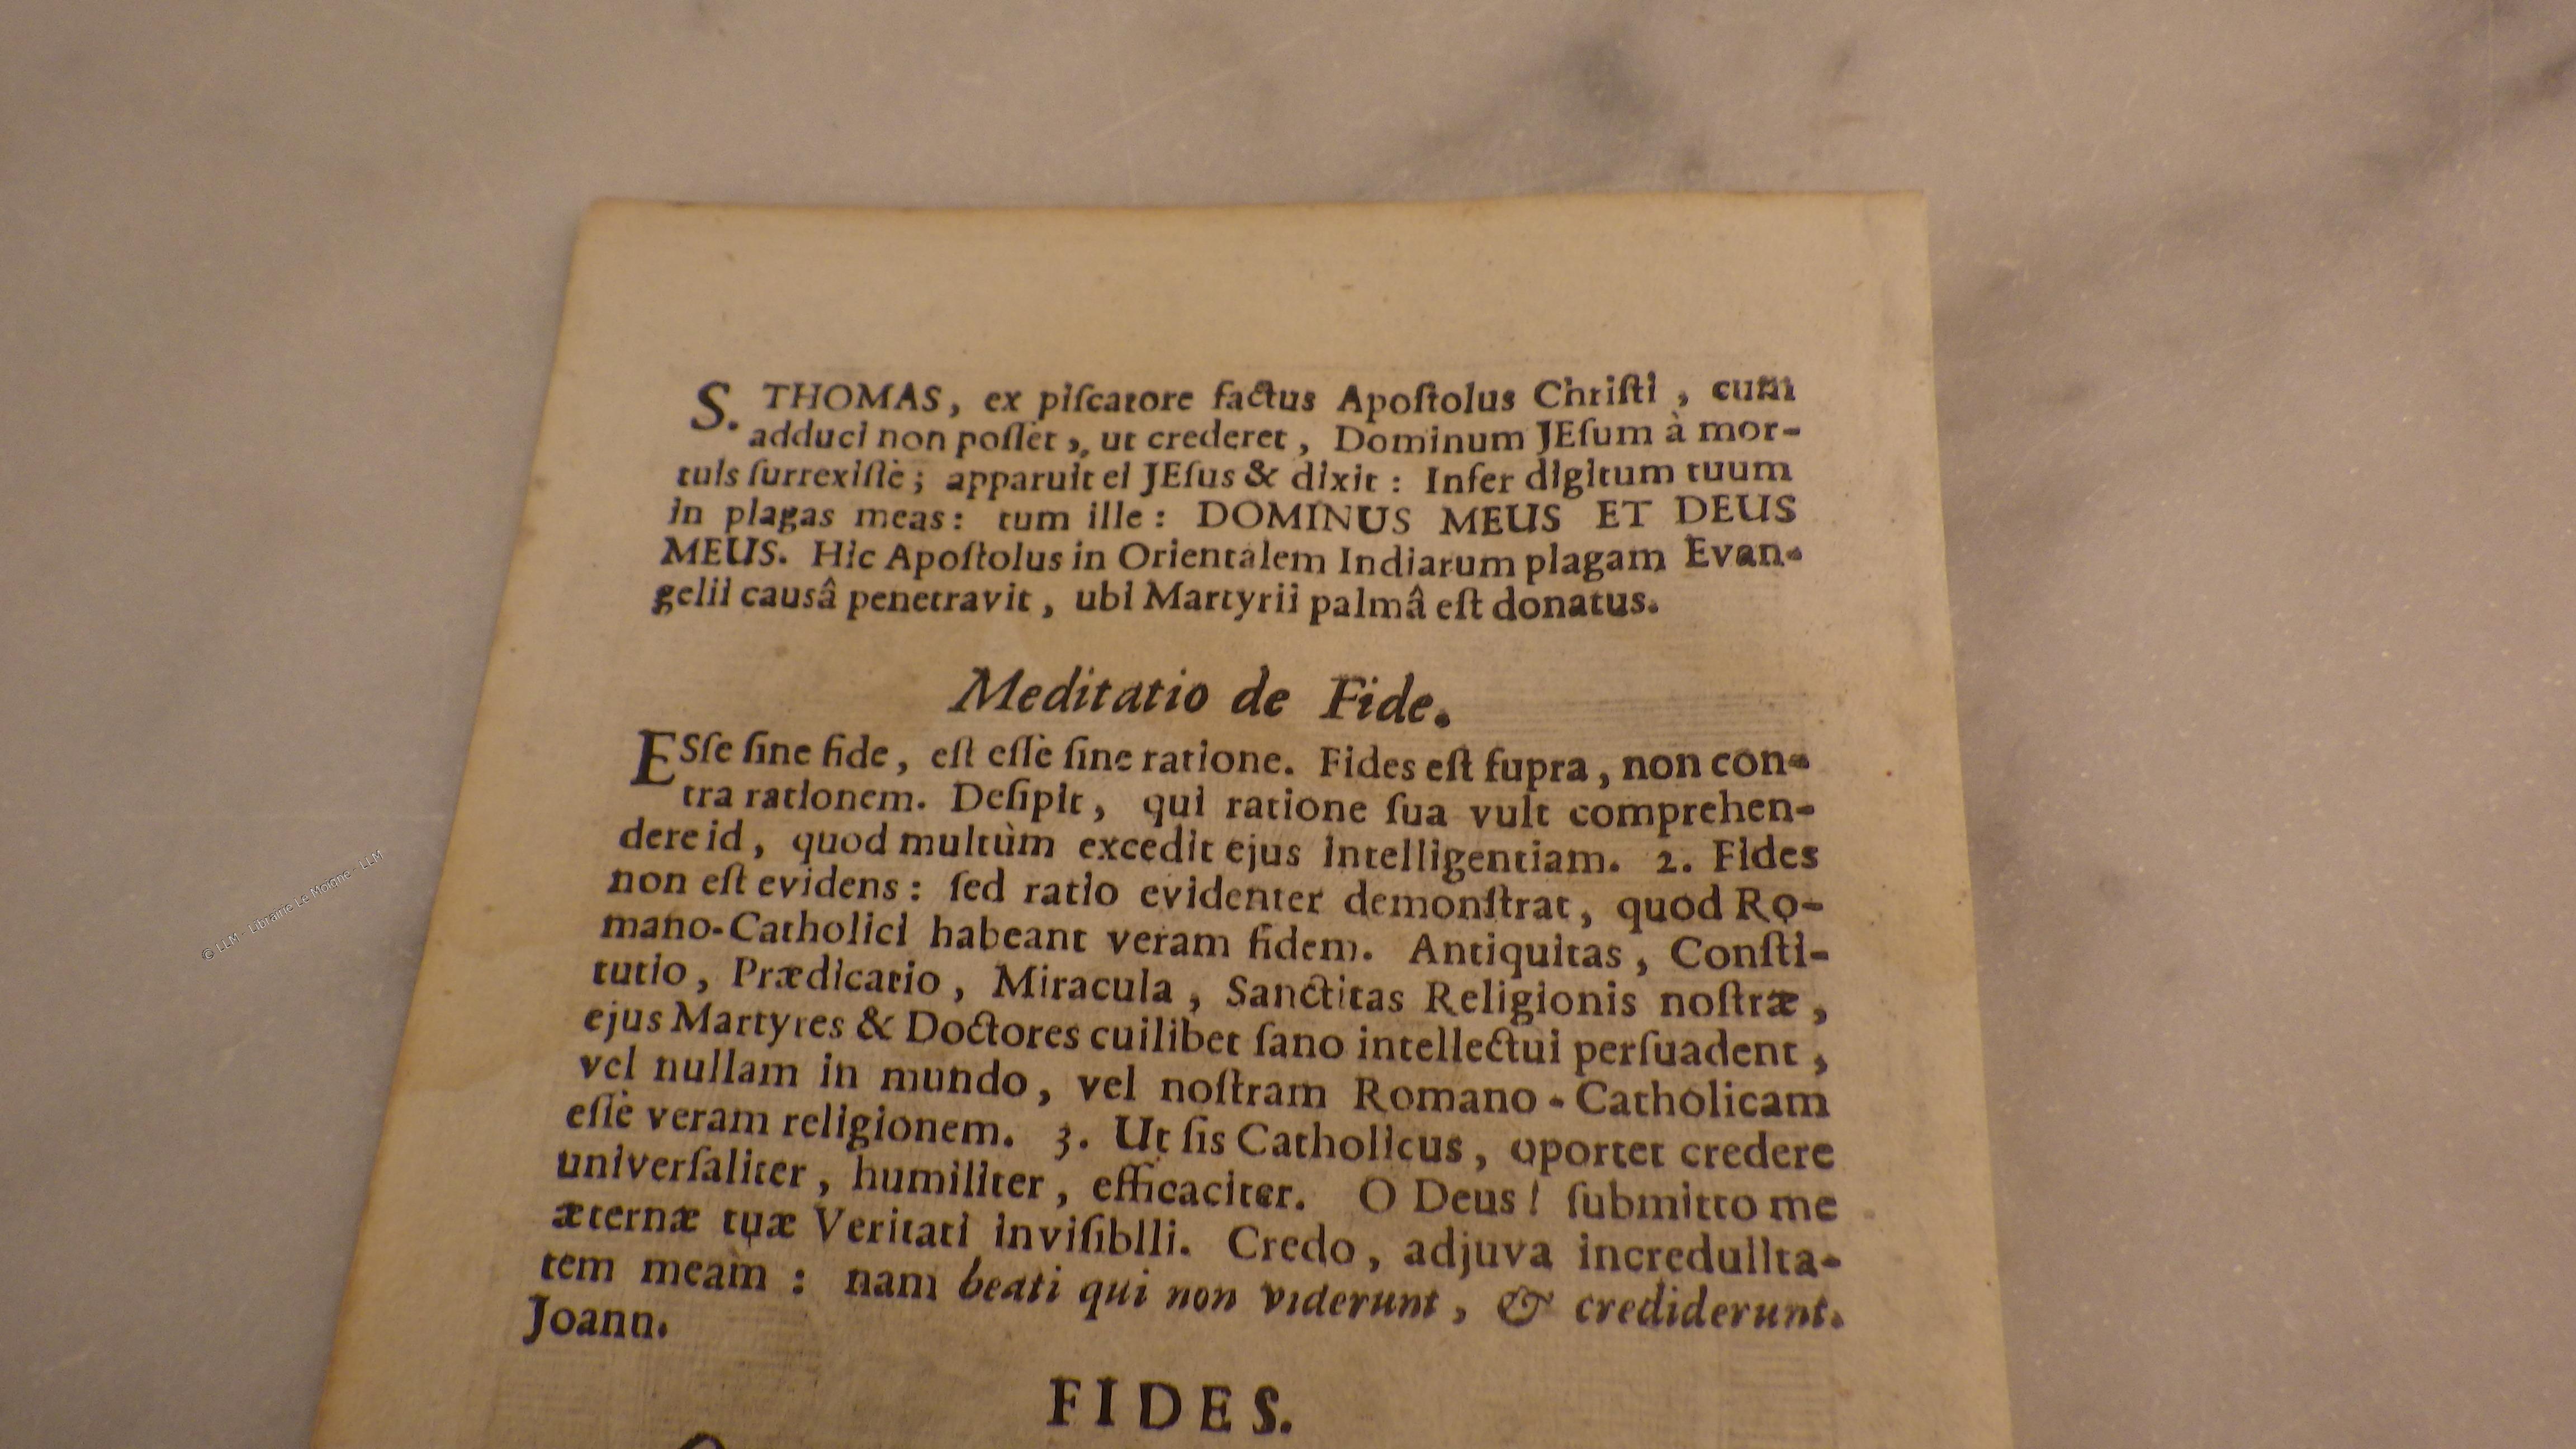 S. THOMAS, ex piſcatore factus Apoſtolus Chriſti, cum
adduci non poſſet, ut crederet, Dominum JEſum à mor-
tuis ſurrexiſſe; apparuit ei JEſus & dixit: Infer digitum tuum
in plagas meas: tum ille: DOMINUS MEUS ET DEUS
MEUS. Hic Apoſtolus in Orientalem Indiarum plagam Evan-
gelii causâ penetravit, ubi Martyrii palmâ eſt donatus.
Meditatio de Fide.
ESſe ſine fide, eſt eſſe ſine ratione. Fides eſt ſupra, non con-
tra rationem. Deſipit, qui ratione ſua vult comprehen-
dere id, quod multùm excedit ejus intelligentiam. 2. Fides
non eſt evidens: ſed ratio evidenter demonſtrat, quod Ro-
mano-Catholici habeant veram fidem. Antiquitas, Conſti-
tutio, Prædicatio, Miracula, Sanctitas Religionis noſtræ,
ejus Martyres & Doctores cuilibet ſano intellectui perſuadent,
vel nullam in mundo, vel noſtram Romano-Catholicam
eſſe veram religionem. 3. Ut ſis Catholicus, oportet credere
univerſaliter, humiliter, efficaciter. O Deus! ſubmitto me
æternæ tuæ Veritati inviſibili. Credo, adjuva incredulita-
tem meam: nam beati qui non viderunt, & crediderunt.
Joann.
FIDES.
© LLM - Librairie Le Moigne - LLM